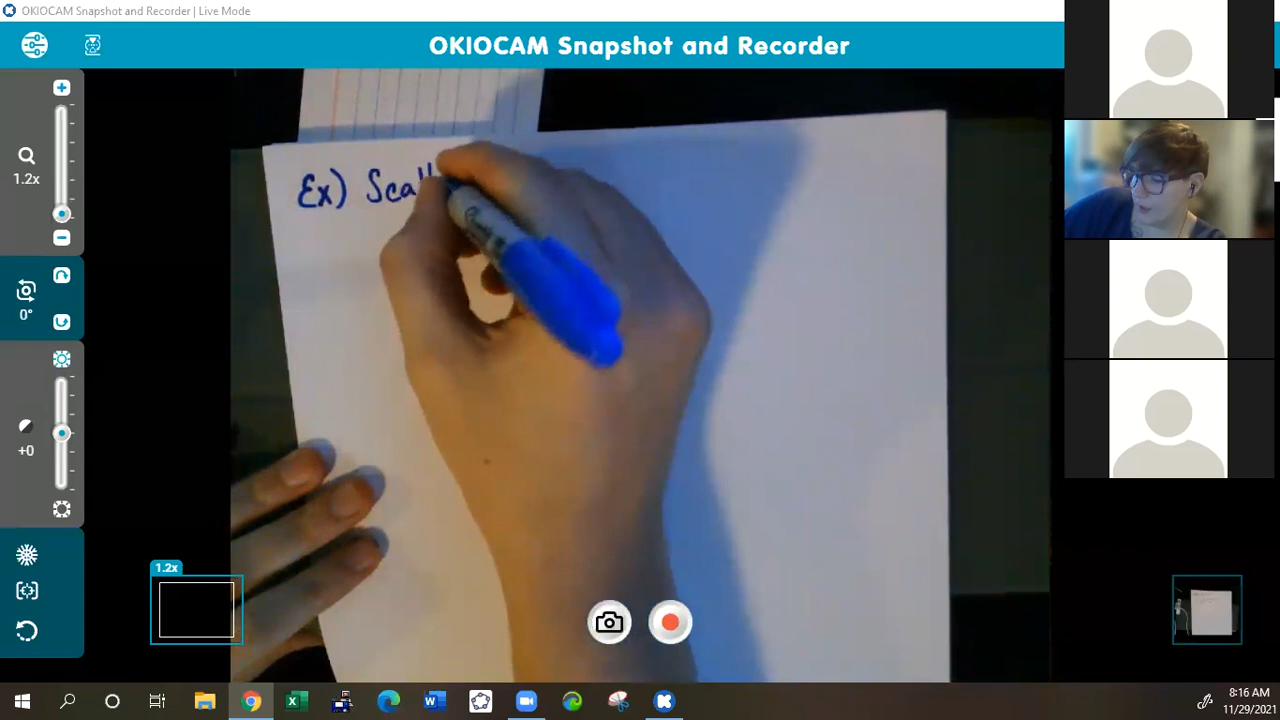 OKIOCAM Snapshot and Recorder | Live Mode
OKIOCAM Snapshot and Recorder
1.2x
0°
+0
1.2x
Ex)
8:16 AM
11/29/2021